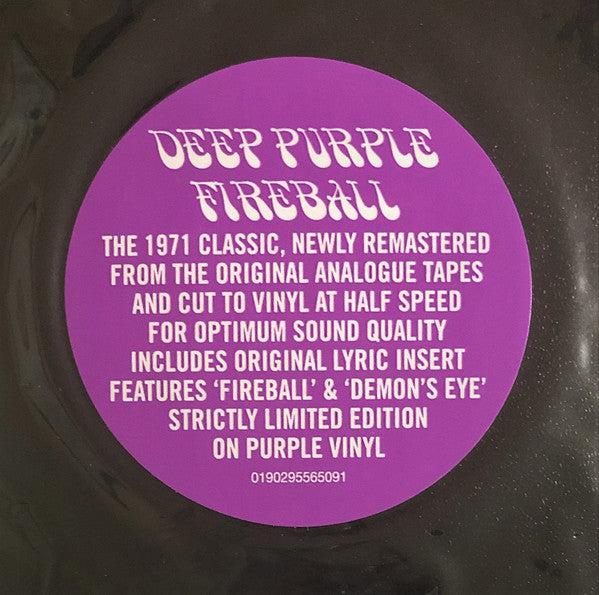 DEEP PURPLE
FIREBALL
THE 1971 CLASSIC, NEWLY REMASTERED
FROM THE ORIGINAL ANALOGUE TAPES
AND CUT TO VINYL AT HALF SPEED
FOR OPTIMUM SOUND QUALITY
INCLUDES ORIGINAL LYRIC INSERT
FEATURES ‘FIREBALL’ & ‘DEMON’S EYE’
STRICTLY LIMITED EDITION
ON PURPLE VINYL
0190295565091